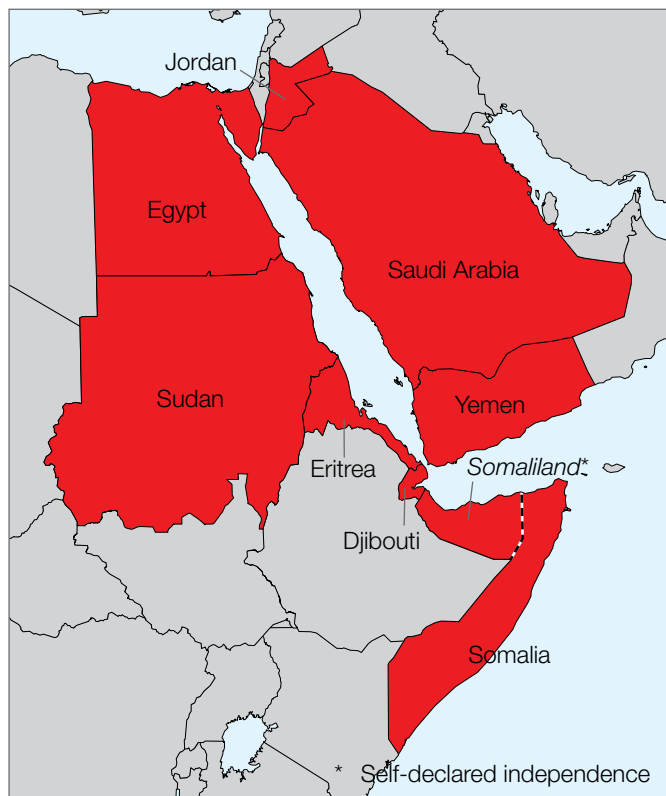 Jordan
Egypt
Saudi Arabia
Sudan
Yemen
Eritrea
Somaliland*
Djibouti
Somalia
* Self-declared independence